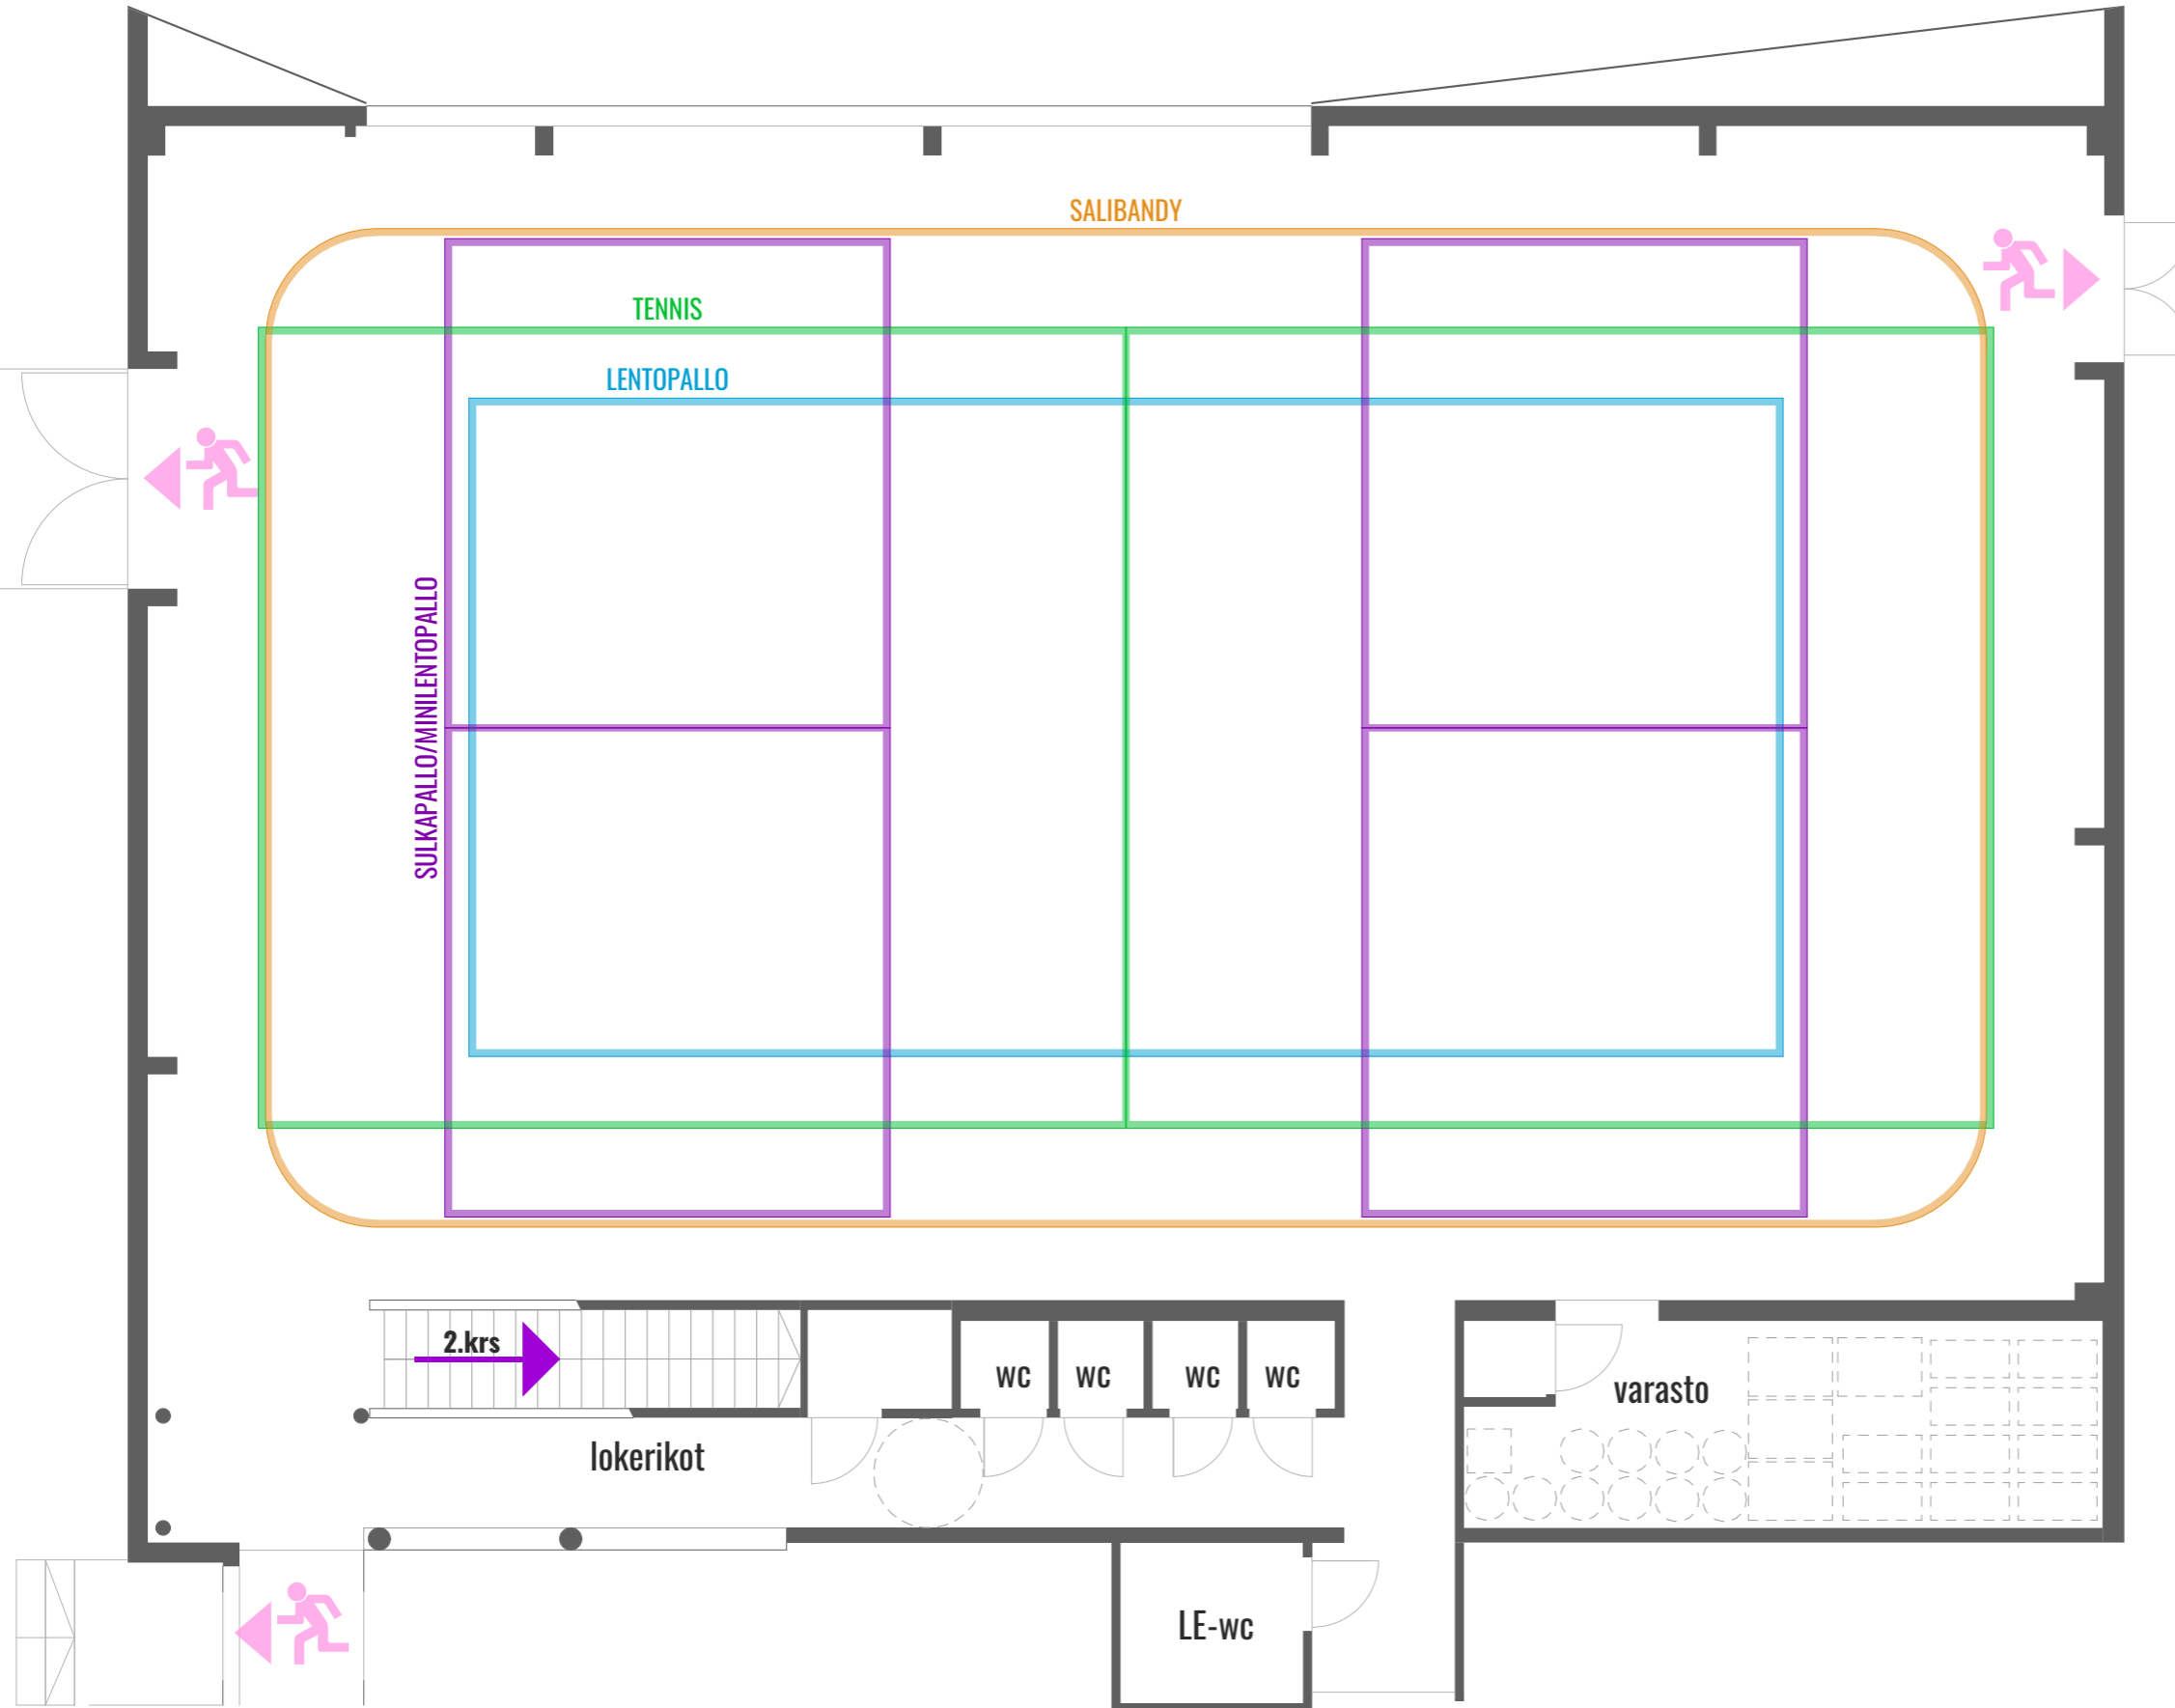 SALIBANDY
TENNIS
LENTOPALLO
SULKAPALLO/MINILENTOPALLO
2.krs
wc
wc
wc
wc
varasto
lokerikot
LE-wc